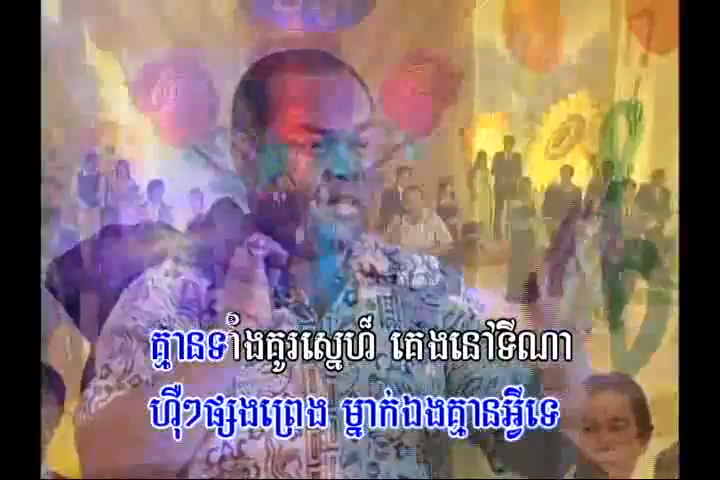 គ្មានទាំងគូរស្នេហ៍ គេងនៅទីណា
ហ៊ឺៗផ្សងព្រេង ម្នាក់ឯងគ្មានអ្វីទេ